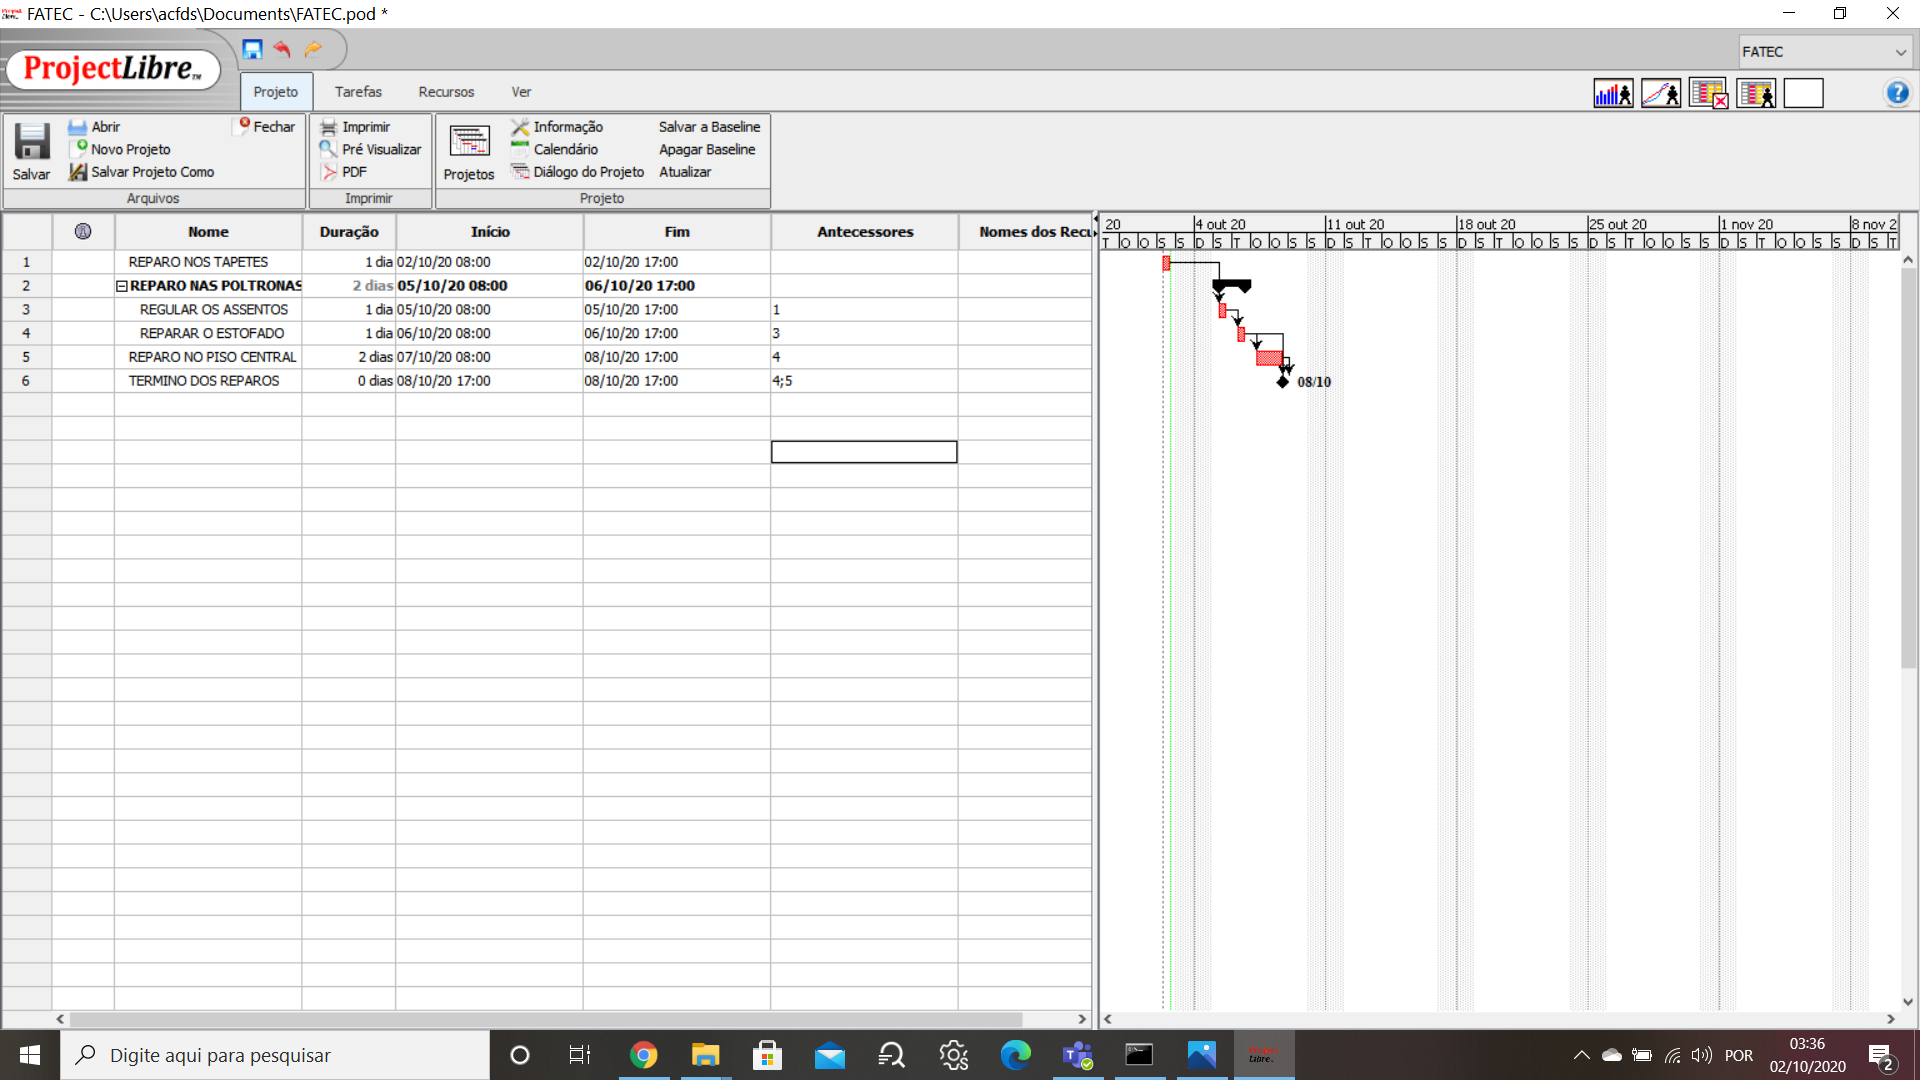 FATEC - C:\Users\acfds\Documents\FATEC.pod *
ProjectLibre™
FATEC
Projeto Tarefas Recursos Ver
Salvar
Abrir
Novo Projeto
Salvar Projeto Como
Fechar
Arquivos
Imprimir
Pré Visualizar
PDF
Imprimir
Projetos
Informação
Calendário
Diálogo do Projeto
Salvar a Baseline
Apagar Baseline
Atualizar
Projeto
Nome Duração Início Fim Antecessores Nomes dos Recu
1 REPARO NOS TAPETES 1 dia 02/10/20 08:00 02/10/20 17:00
2 REPARO NAS POLTRONAS 2 dias 05/10/20 08:00 06/10/20 17:00
3 REGULAR OS ASSENTOS 1 dia 05/10/20 08:00 05/10/20 17:00 1
4 REPARAR O ESTOFADO 1 dia 06/10/20 08:00 06/10/20 17:00 3
5 REPARO NO PISO CENTRAL 2 dias 07/10/20 08:00 08/10/20 17:00 4
6 TERMINO DOS REPAROS 0 dias 08/10/20 17:00 08/10/20 17:00 4;5
20 4 out 20 11 out 20 18 out 20 25 out 20 1 nov 20 8 nov 2
T Q Q S S D S T Q Q S S D S T Q Q S S D S T Q Q S S D S T Q Q S S D S T Q Q S S D S T
08/10
Digite aqui para pesquisar
ProjectLibre
POR
03:36
02/10/2020
2